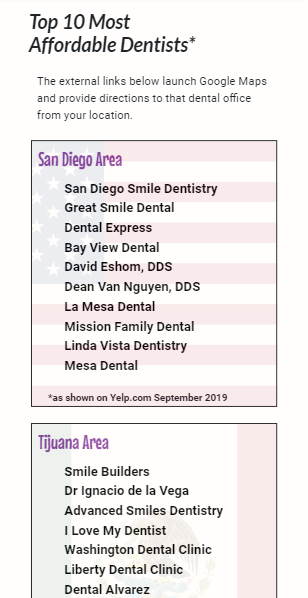 Top 10 Most
Affordable Dentists*
The external links below launch Google Maps
and provide directions to that dental office
from your location.
San Diego Area
San Diego Smile Dentistry
Great Smile Dental
Dental Express
Bay View Dental
David Eshom, DDS
Dean Van Nguyen, DDS
La Mesa Dental
Mission Family Dental
Linda Vista Dentistry
Mesa Dental
*as shown on Yelp.com September 2019
Tijuana Area
Smile Builders
Dr Ignacio de la Vega
Advanced Smiles Dentistry
I Love My Dentist
Washington Dental Clinic
Liberty Dental Clinic
Dental Alvarez